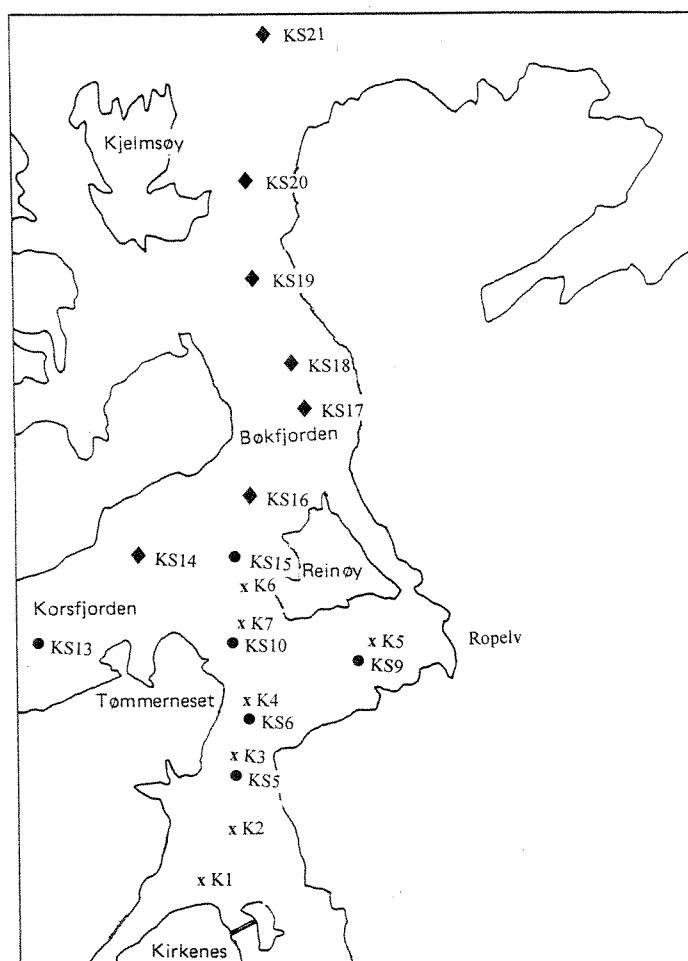 KS21
Kjelmsøy
KS20
KS19
KS18
KS17
Bøkfjorden
KS16
KS14
KS15
Reinøy
x K6
Korsfjorden
x K7
KS13
KS10
x K5
Ropelv
KS9
Tømmerneset
x K4
KS6
x K3
KS5
x K2
x K1
Kirkenes